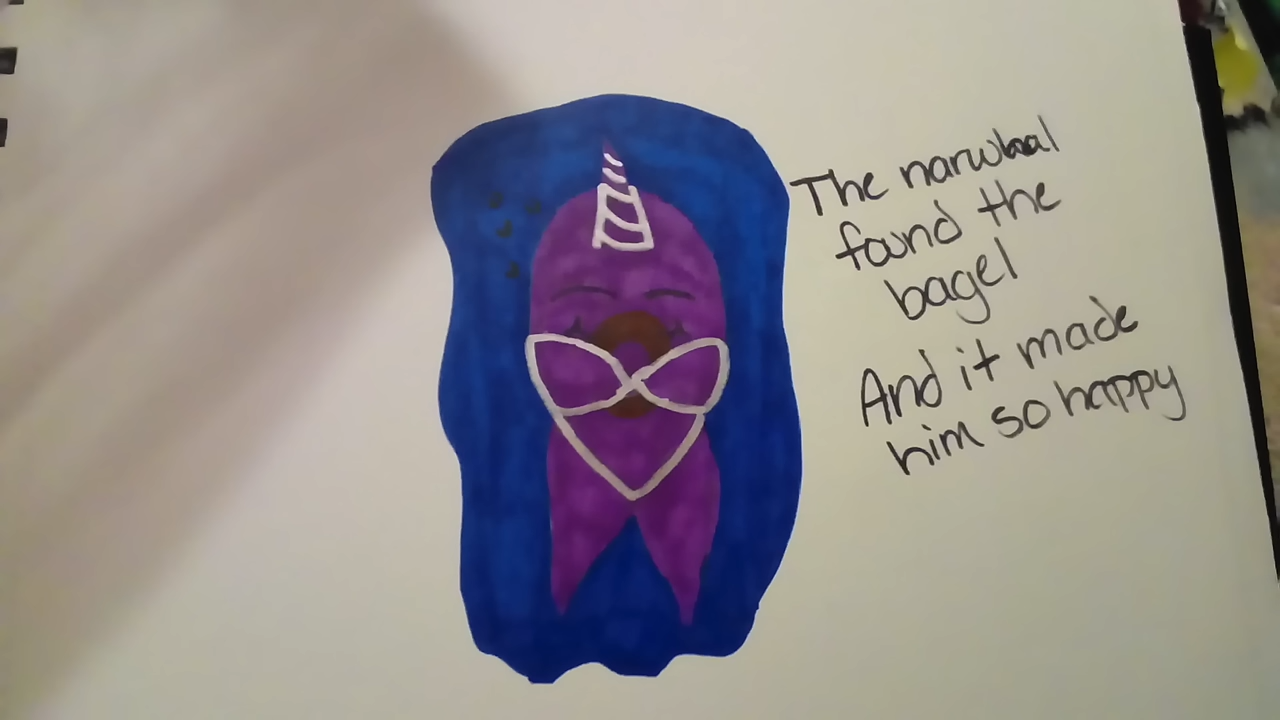 The narwhal
found the
bagel
And it made
him so happy